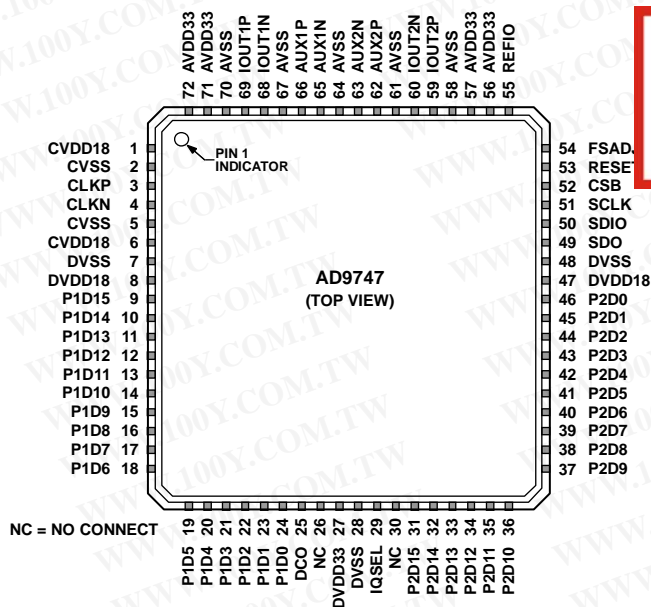 72 AVDD33
71 AVDD33
70 AVSS
69 IOUT1P
68 IOUT1N
67 AVSS
66 AUX1P
65 AUX1N
64 AVSS
63 AUX2N
62 AUX2P
61 AVSS
60 IOUT2N
59 IOUT2P
58 AVSS
57 AVDD33
56 AVDD33
55 REFIO
PIN 1
INDICATOR
CVDD18 1
CVSS 2
CLKP 3
CLKN 4
CVSS 5
CVDD18 6
DVSS 7
DVDD18 8
P1D15 9
P1D14 10
P1D13 11
P1D12 12
P1D11 13
P1D10 14
P1D9 15
P1D8 16
P1D7 17
P1D6 18
AD9747
(TOP VIEW)
54 FSADJ
53 RESET
52 CSB
51 SCLK
50 SDIO
49 SDO
48 DVSS
47 DVDD18
46 P2D0
45 P2D1
44 P2D2
43 P2D3
42 P2D4
41 P2D5
40 P2D6
39 P2D7
38 P2D8
37 P2D9
NC = NO CONNECT
P1D5 19
P1D4 20
P1D3 21
P1D2 22
P1D1 23
P1D0 24
DCO 25
NC 26
DVDD33 27
DVSS 28
IQSEL 29
NC 30
P2D15 31
P2D14 32
P2D13 33
P2D12 34
P2D11 35
P2D10 36
WWW.100Y.COM.TW